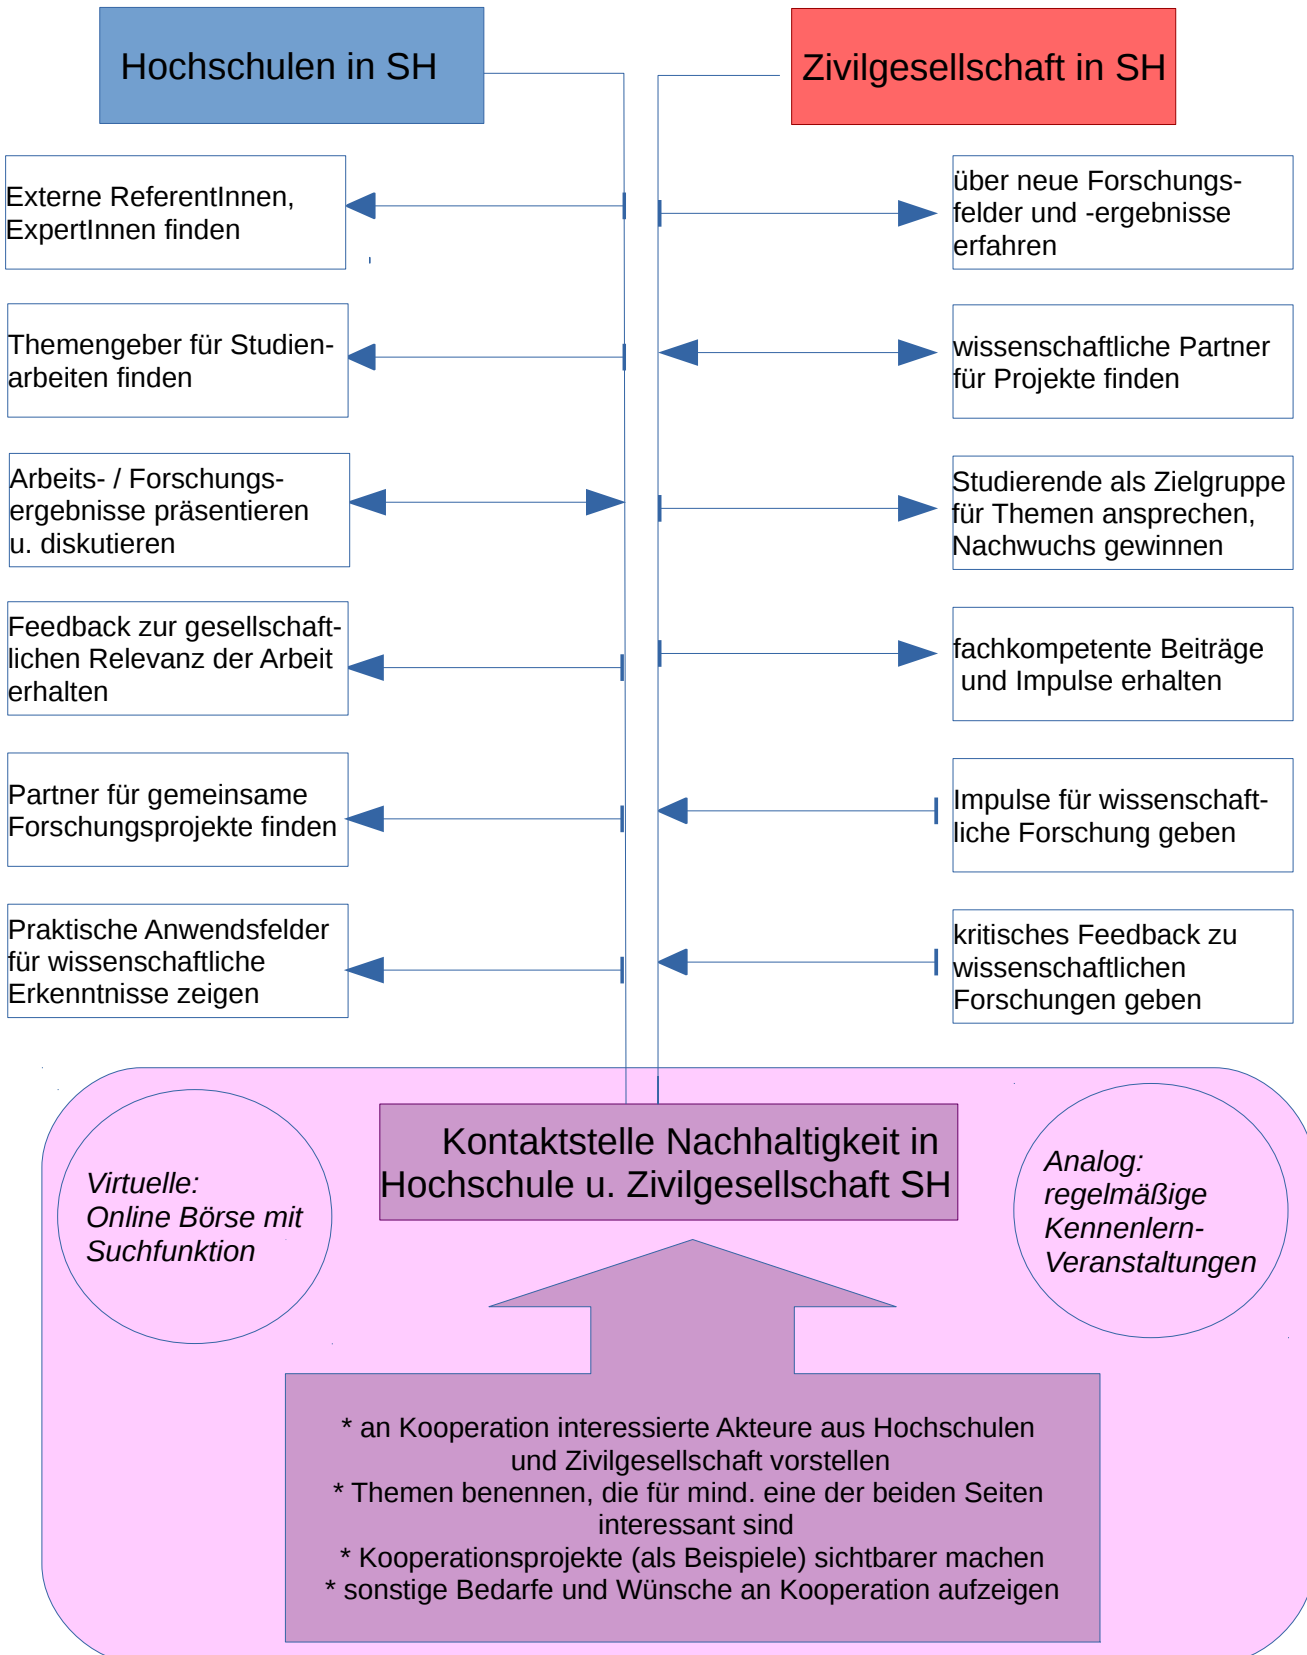 Hochschulen in SH
Zivilgesellschaft in SH
Externe ReferentInnen,
ExpertInnen finden
Themengeber für Studien-
arbeiten finden
Arbeits- / Forschungs-
ergebnisse präsentieren
u. diskutieren
Feedback zur gesellschaft-
lichen Relevanz der Arbeit
erhalten
Partner für gemeinsame
Forschungsprojekte finden
Praktische Anwendsfelder
für wissenschaftliche
Erkenntnisse zeigen
über neue Forschungs-
felder und -ergebnisse
erfahren
wissenschaftliche Partner
für Projekte finden
Studierende als Zielgruppe
für Themen ansprechen,
Nachwuchs gewinnen
fachkompetente Beiträge
und Impulse erhalten
Impulse für wissenschaft-
liche Forschung geben
kritisches Feedback zu
wissenschaftlichen
Forschungen geben
Kontaktstelle Nachhaltigkeit in
Hochschule u. Zivilgesellschaft SH
Virtuelle:
Online Börse mit
Suchfunktion
Analog:
regelmäßige
Kennenlern-
Veranstaltungen
* an Kooperation interessierte Akteure aus Hochschulen
und Zivilgesellschaft vorstellen
* Themen benennen, die für mind. eine der beiden Seiten
interessant sind
* Kooperationsprojekte (als Beispiele) sichtbarer machen
* sonstige Bedarfe und Wünsche an Kooperation aufzeigen